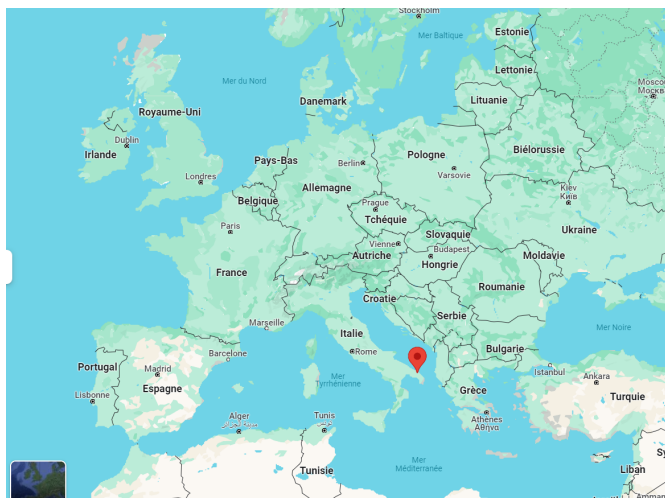 Stockholm
Mer Baltique
Estonie
Lettonie
Mer du Nord
Danemark
Lituanie
Royaume-Uni
Dublin
Irlande
Biélorussie
Pays-Bas
Berlin
Pologne
Londres
Varsovie
Allemagne
Belgique
Kiev
Київ
Prague
Tchéquie
Paris
Slovaquie
Ukraine
Vienne
Budapest
Autriche
Hongrie
Moldavie
France
Roumanie
Croatie
Serbie
Marseille
Italie
Mer Noire
Rome
Bulgarie
Barcelone
Portugal
Madrid
Istanbul
Ankara
Espagne
Mer
Tyrrhénienne
Grèce
Turquie
Lisbonne
Alger
Tunis
تونس
Athènes
Αθήνα
Mer
Méditerranée
Tunisie
Liban